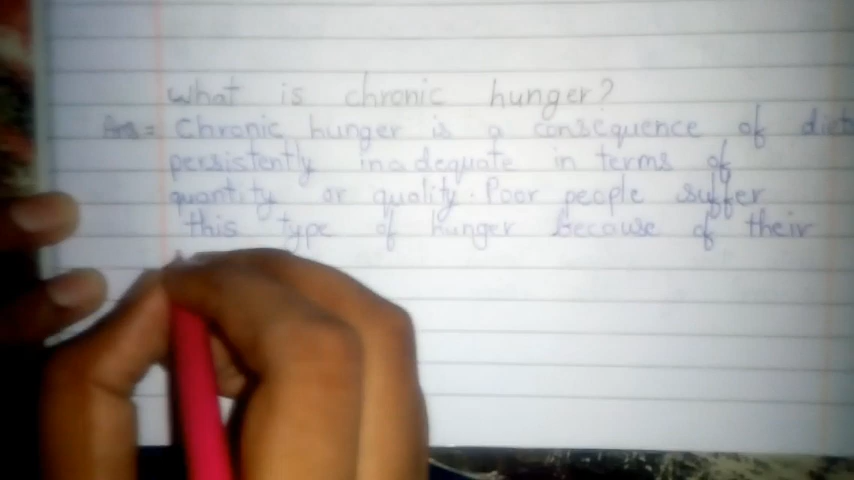 what is chronic hunger?
Ans = Chronic hunger is a consequence of diets
persistently inadequate in terms of
quantity or quality. Poor people suffer
this type of hunger because of their